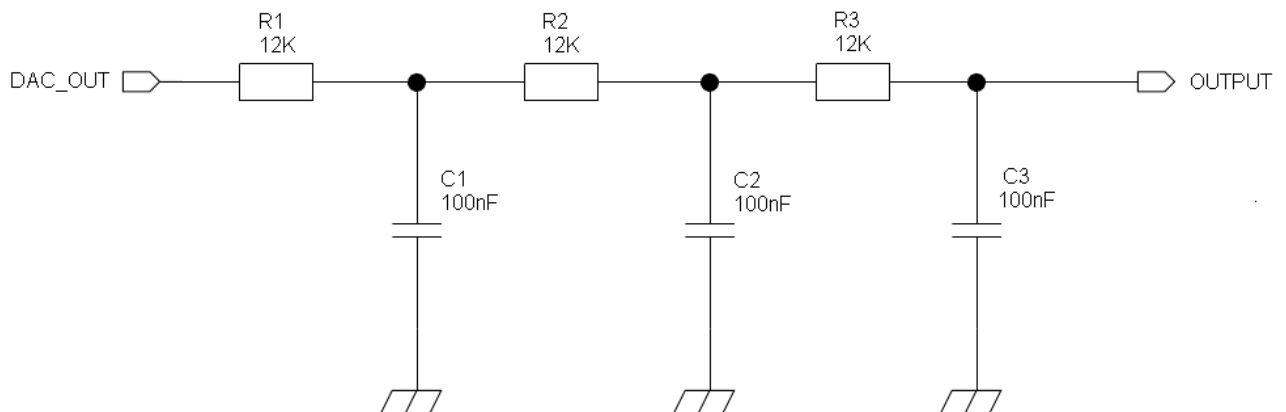 R1
12K
R2
12K
R3
12K
DAC_OUT
OUTPUT
C1
100nF
C2
100nF
C3
100nF